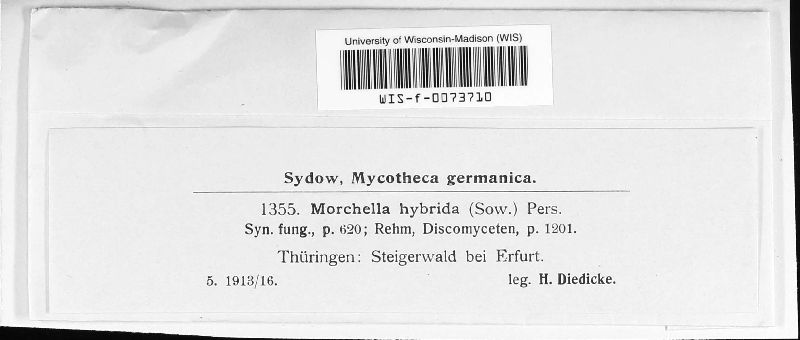 University of Wisconsin-Madison (WIS)
WIS-f-0073710
Sydow, Mycotheca germanica.
1355. Morchella hybrida (Sow.) Pers.
Syn. fung., p. 620; Rehm, Discomyceten, p. 1201.
Thüringen: Steigerwald bei Erfurt.
5. 1913/16. leg. H. Diedicke.